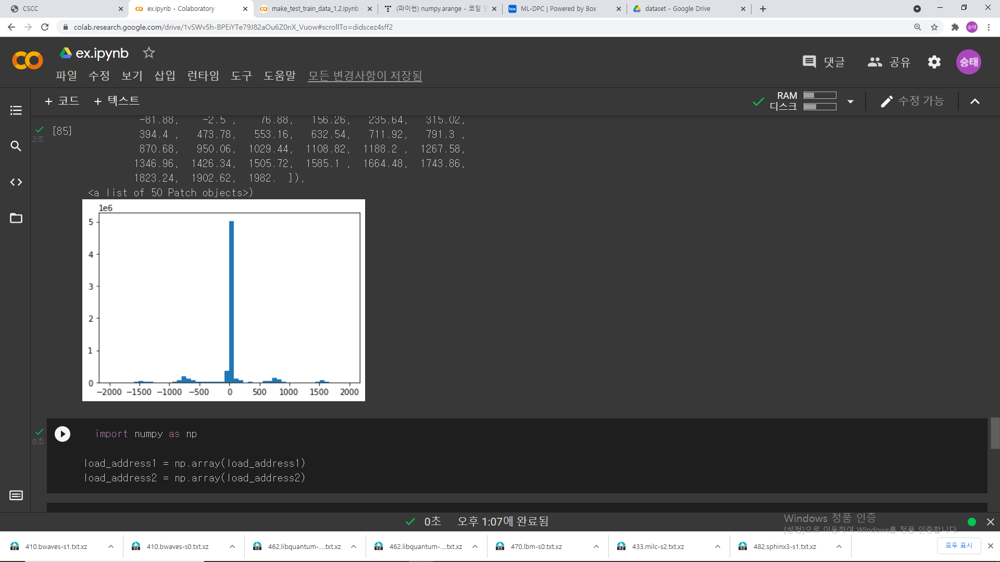 CSCC
ex.ipynb - Colaboratory
make_test_train_data_1,2.ipynb
(파이썬) numpy.arange - 코딩
ML-DPC | Powered by Box
dataset - Google Drive
colab.research.google.com/drive/1vSWv5h-BPEiYTe79J82aOu6Z0nX_Vuow#scrollTo=didscez4sff2
승태
ex.ipynb
댓글
공유
승태
파일 수정 보기 삽입 런타임 도구 도움말 모든 변경사항이 저장됨
+ 코드 + 텍스트
RAM
디스크
수정 가능
[85]
2초
-81.88, -2.5 , 76.88, 156.26, 235.64, 315.02,
394.4 , 473.78, 553.16, 632.54, 711.92, 791.3 ,
870.68, 950.06, 1029.44, 1108.82, 1188.2 , 1267.58,
1346.96, 1426.34, 1505.72, 1585.1 , 1664.48, 1743.86,
1823.24, 1902.62, 1982. ]),
<a list of 50 Patch objects>)
1e6
5
4
3
2
1
0
−2000 −1500 −1000 −500 0 500 1000 1500 2000
0초
import numpy as np
load_address1 = np.array(load_address1)
load_address2 = np.array(load_address2)
0초 오후 1:07에 완료됨
Windows 정품 인증
[설정]으로 이동하여 Windows를 정품 인증합니다.
410.bwaves-s1.txt.xz
410.bwaves-s0.txt.xz
462.libquantum-....txt.xz
462.libquantum-....txt.xz
470.lbm-s0.txt.xz
433.milc-s2.txt.xz
482.sphinx3-s1.txt.xz
모두 표시